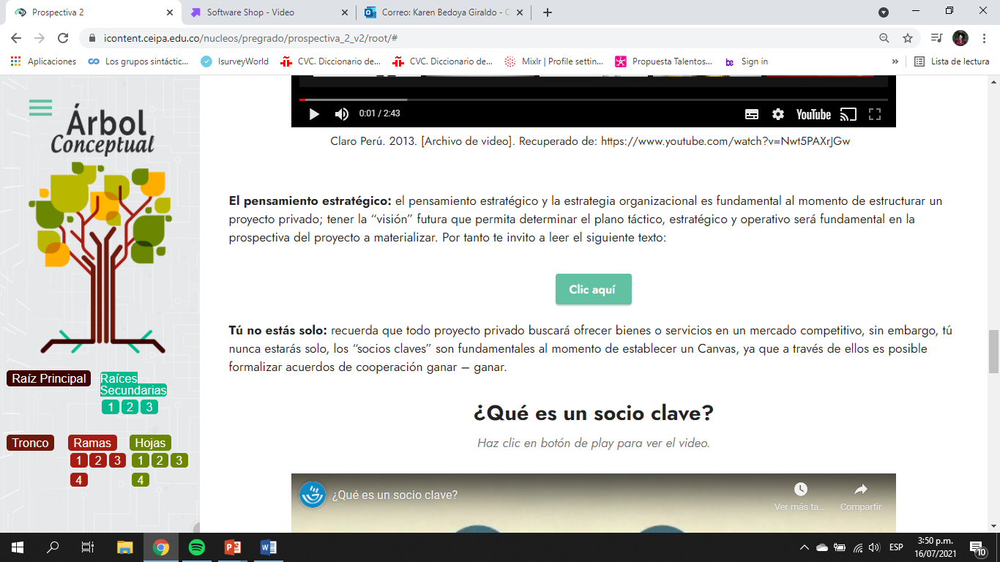 Prospectiva 2
Software Shop - Video
Correo: Karen Bedoya Giraldo - C
icontent.ceipa.edu.co/nucleos/pregrado/prospectiva_2_v2/root/#
Aplicaciones
Los grupos sintáctic...
IsurveyWorld
CVC. Diccionario de...
CVC. Diccionario de...
Mixlr | Profile settin...
Propuesta Talentos...
Sign in
»
Lista de lectura
Árbol
Conceptual
Raíz Principal
Raíces
Secundarias
1 2 3
Tronco
Ramas
1 2 3
4
Hojas
1 2 3
4
0:01 / 2:43
YouTube
Claro Perú. 2013. [Archivo de video]. Recuperado de: https://www.youtube.com/watch?v=Nwt5PAXrJGw
El pensamiento estratégico: el pensamiento estratégico y la estrategia organizacional es fundamental al momento de estructurar un
proyecto privado; tener la “visión” futura que permita determinar el plano táctico, estratégico y operativo será fundamental en la
prospectiva del proyecto a materializar. Por tanto te invito a leer el siguiente texto:
Clic aquí
Tú no estás solo: recuerda que todo proyecto privado buscará ofrecer bienes o servicios en un mercado competitivo, sin embargo, tú
nunca estarás solo, los “socios claves” son fundamentales al momento de establecer un Canvas, ya que a través de ellos es posible
formalizar acuerdos de cooperación ganar – ganar.
¿Qué es un socio clave?
Haz clic en botón de play para ver el video.
¿Qué es un socio clave?
Ver más ta...
Compartir
ESP
3:50 p.m.
16/07/2021
10